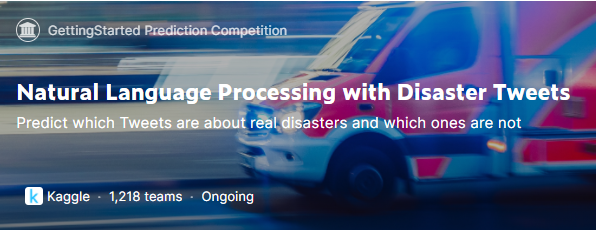 GettingStarted Prediction Competition
Natural Language Processing with Disaster Tweets
Predict which Tweets are about real disasters and which ones are not
k Kaggle · 1,218 teams · Ongoing